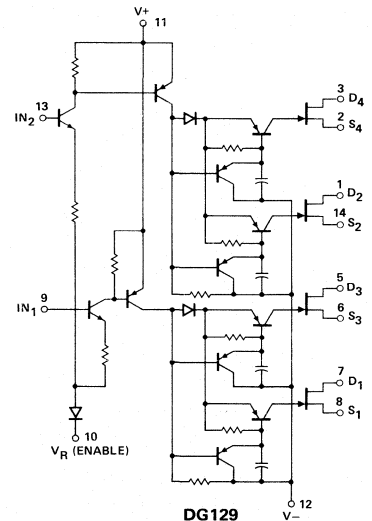 V+
11
3 D4
2 S4
13
IN2
1 D2
14 S2
5 D3
6 S3
9
IN1
7 D1
8 S1
10
VR (ENABLE)
12
V−
DG129